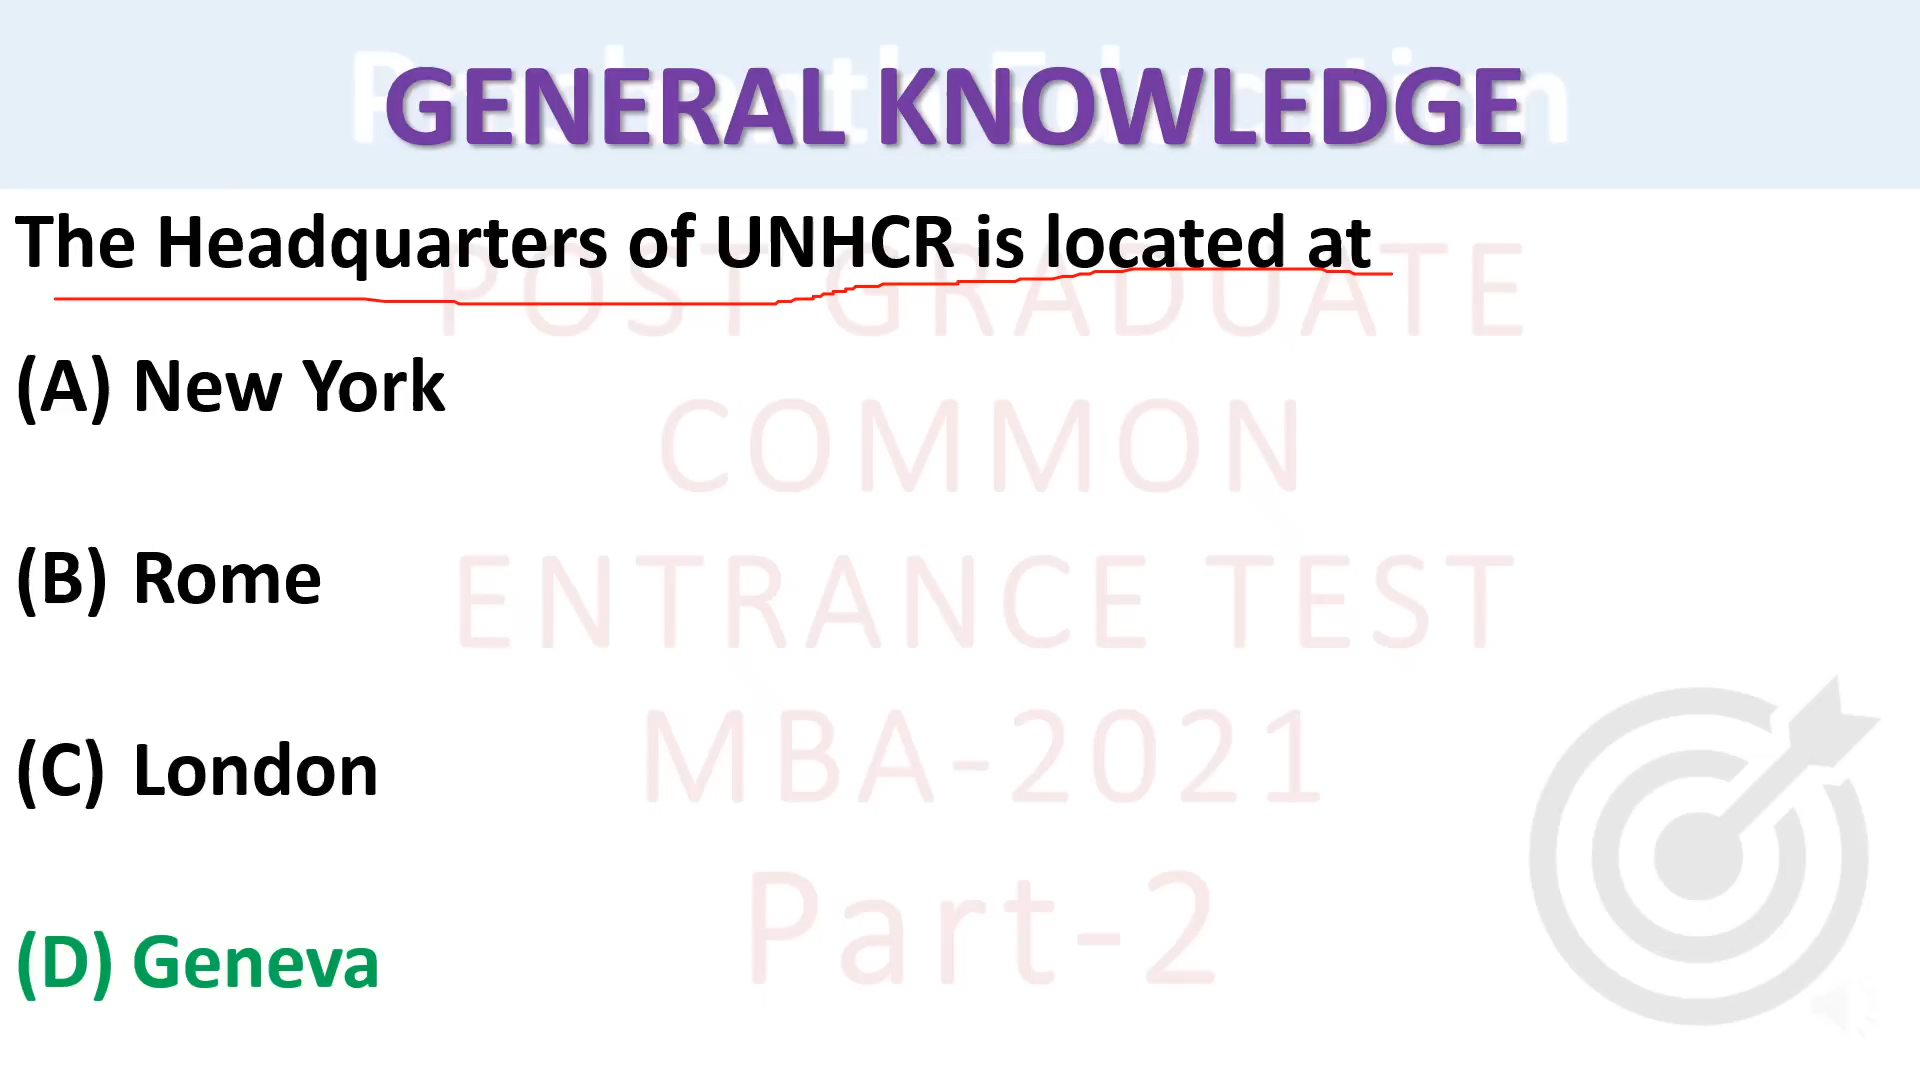 GENERAL KNOWLEDGE
The Headquarters of UNHCR is located at
(A) New York
(B) Rome
(C) London
(D) Geneva
POST GRADUATE
COMMON
ENTRANCE TEST
MBA-2021
Part-2